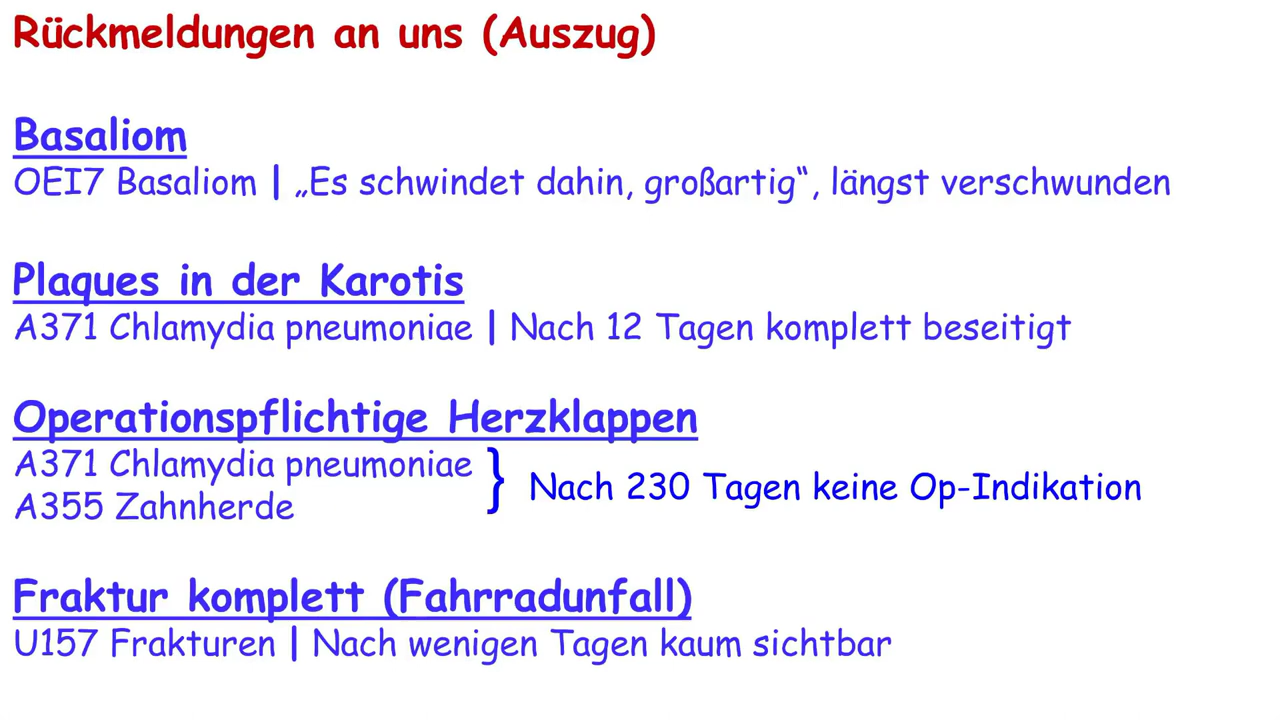 Rückmeldungen an uns (Auszug)
Basaliom
OEI7 Basaliom | „Es schwindet dahin, großartig“, längst verschwunden
Plaques in der Karotis
A371 Chlamydia pneumoniae | Nach 12 Tagen komplett beseitigt
Operationspflichtige Herzklappen
A371 Chlamydia pneumoniae
A355 Zahnherde
} Nach 230 Tagen keine Op-Indikation
Fraktur komplett (Fahrradunfall)
U157 Frakturen | Nach wenigen Tagen kaum sichtbar